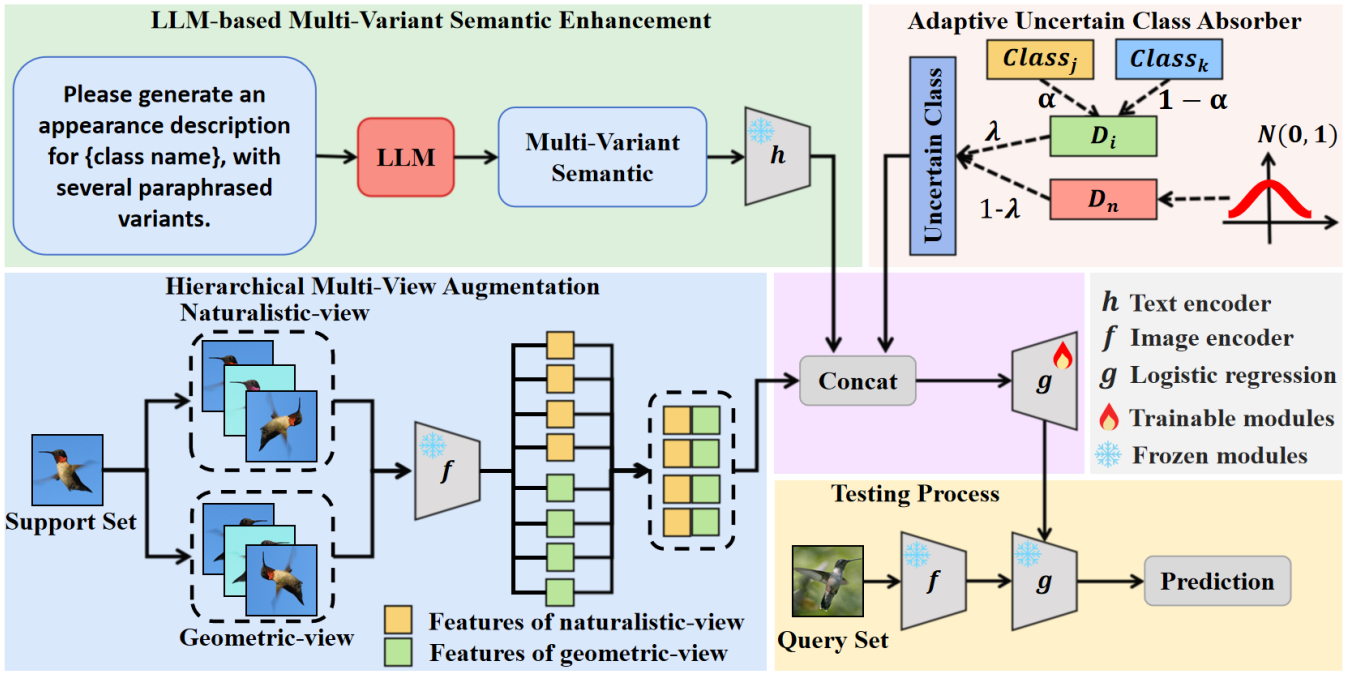 LLM-based Multi-Variant Semantic Enhancement
Please generate an
appearance description
for {class name}, with
several paraphrased
variants.
LLM
Multi-Variant
Semantic
h
Adaptive Uncertain Class Absorber
Uncertain Class
Class_j
Class_k
α
1 − α
D_i
λ
N(0, 1)
D_n
1-λ
Hierarchical Multi-View Augmentation
Naturalistic-view
Support Set
Geometric-view
f
Features of naturalistic-view
Features of geometric-view
Concat
g
h Text encoder
f Image encoder
g Logistic regression
Trainable modules
Frozen modules
Testing Process
Query Set
f
g
Prediction